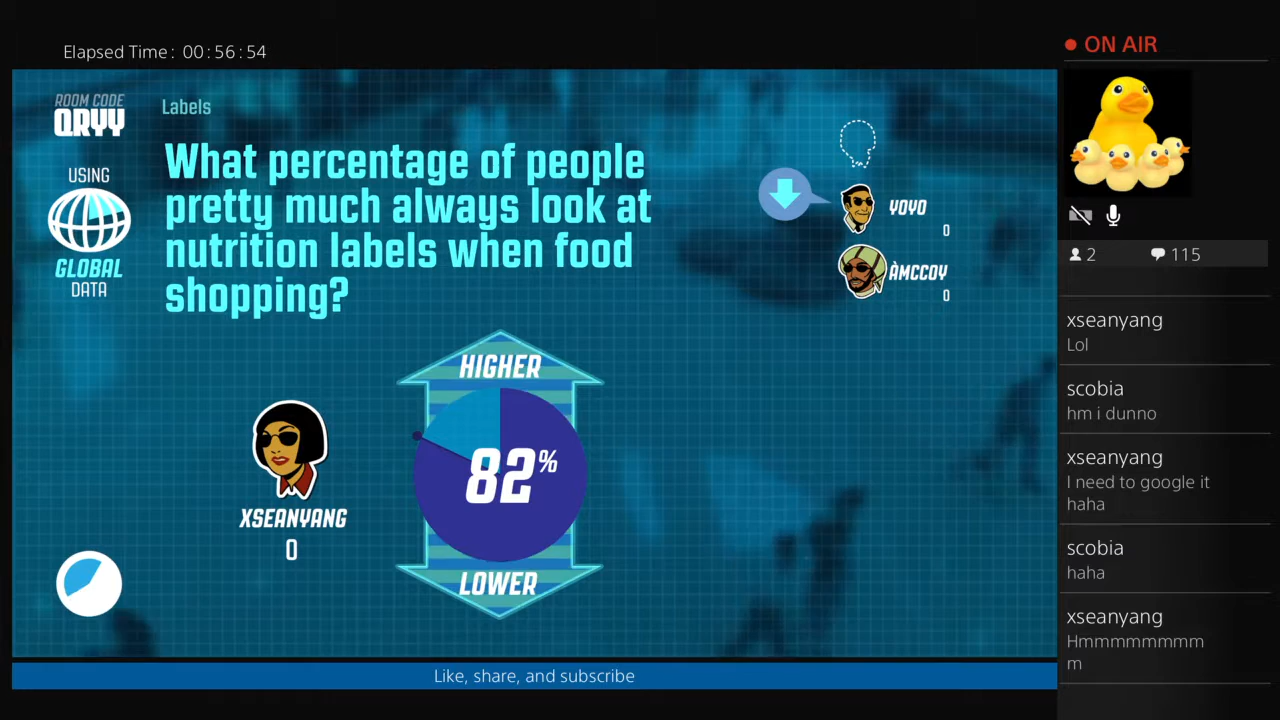 Elapsed Time: 00:56:54
ON AIR
ROOM CODE
QRYY
USING
GLOBAL
DATA
Labels
What percentage of people
pretty much always look at
nutrition labels when food
shopping?
YOYO
0
ÀMCCOY
0
HIGHER
82%
LOWER
XSEANYANG
0
Like, share, and subscribe
2
115
xseanyang
Lol
scobia
hm i dunno
xseanyang
I need to google it
haha
scobia
haha
xseanyang
Hmmmmmmmm
m